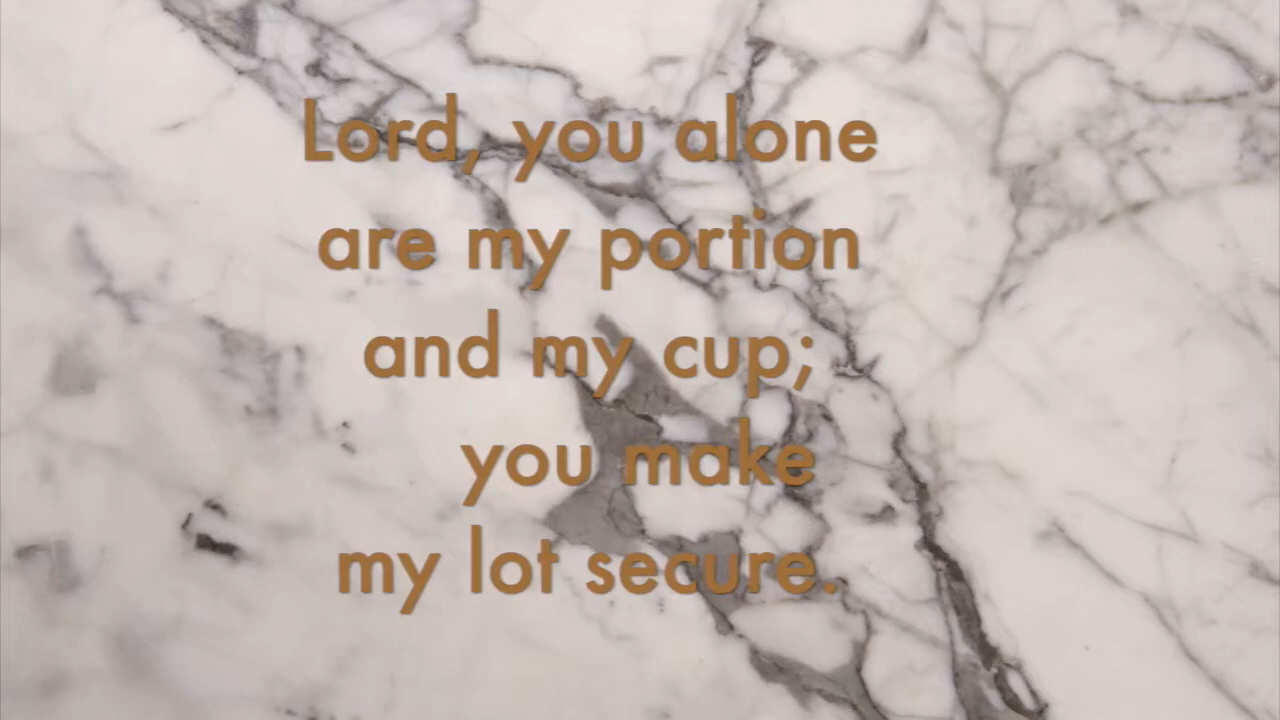 Lord, you alone
are my portion
and my cup;
you make
my lot secure.